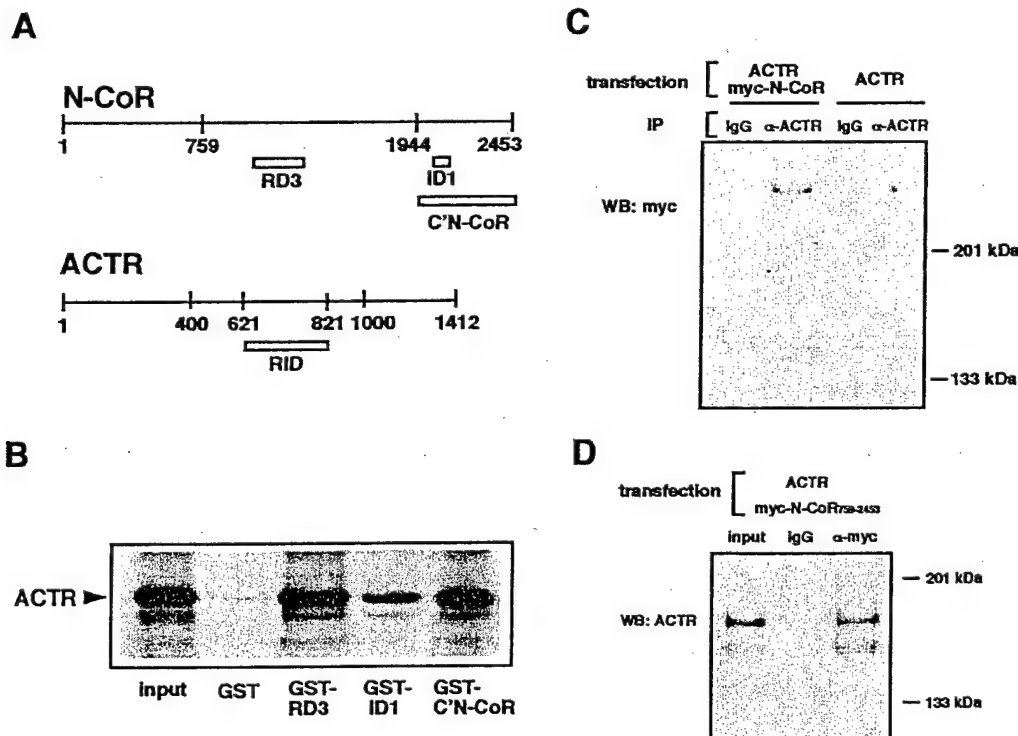 A
N-CoR
1 759 1944 2453
RD3
ID1
C'N-CoR
ACTR
1 400 621 821 1000 1412
RID
B
ACTR
input GST GST-RD3 GST-ID1 GST-C'N-CoR
C
transfection [ ACTR myc-N-CoR ACTR
IP [ IgG α-ACTR IgG α-ACTR
WB: myc
201 kDa
133 kDa
D
transfection [ ACTR
myc-N-CoR759-2453
input IgG α-myc
WB: ACTR
201 kDa
133 kDa